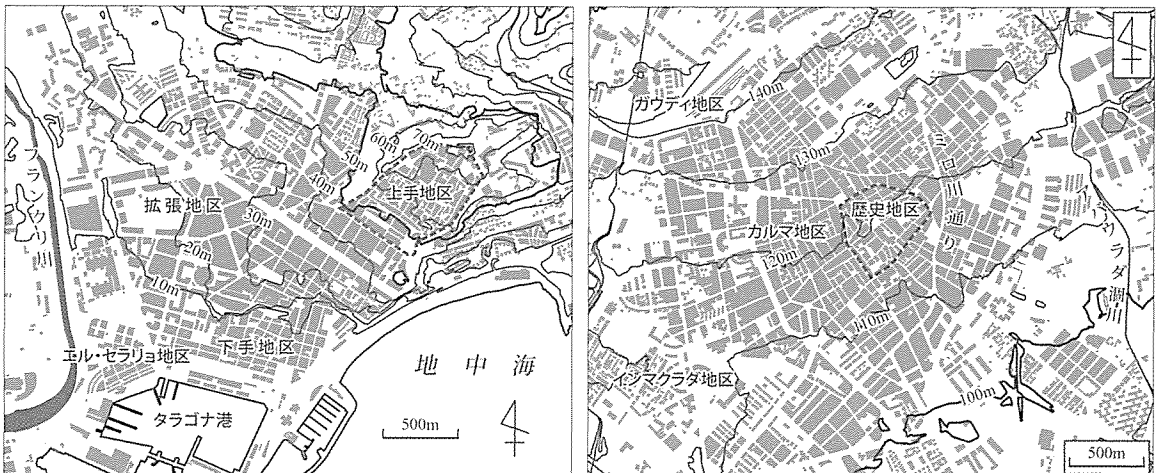 フランクリ川
拡張地区
上手地区
70m
60m
50m
40m
30m
20m
10m
エル・セラリョ地区
下手地区
タラゴナ港
地中海
500m
ガウディ地区
140m
130m
ミロ川通り
歴史地区
カルマ地区
120m
110m
インマクラダ地区
100m
500m